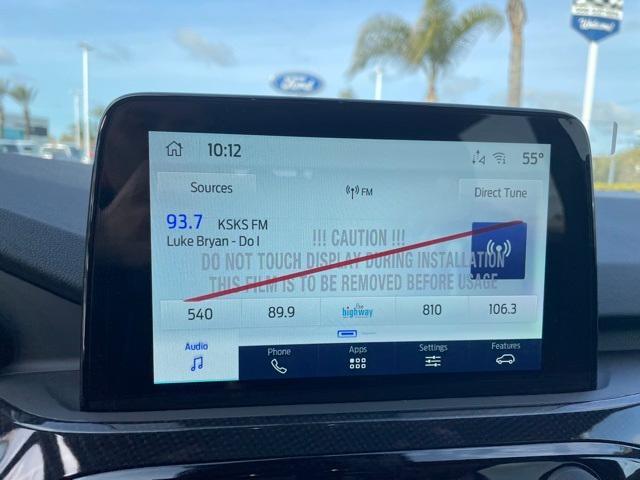 Welcome!
Ford
10:12
55°
Sources
FM
Direct Tune
93.7 KSKS FM
Luke Bryan - Do I
!!! CAUTION !!!
DO NOT TOUCH DISPLAY DURING INSTALLATION
THIS FILM IS TO BE REMOVED BEFORE USAGE
540 89.9 the highway 810 106.3
Audio Phone Apps Settings Features